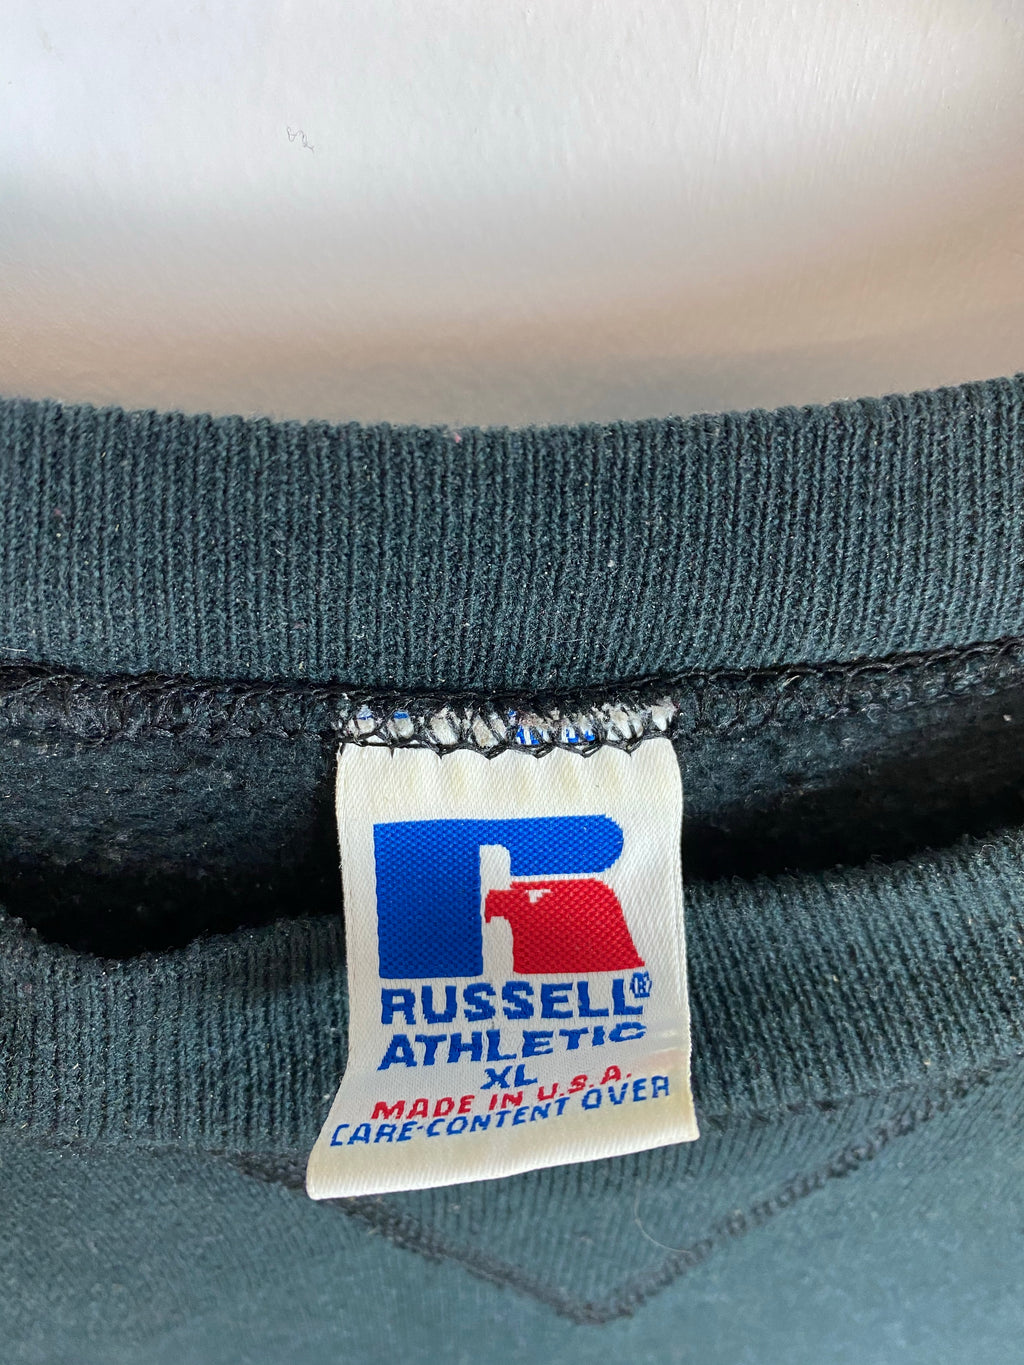 RUSSELL®
ATHLETIC
XL
MADE IN U.S.A.
CARE-CONTENT OVER